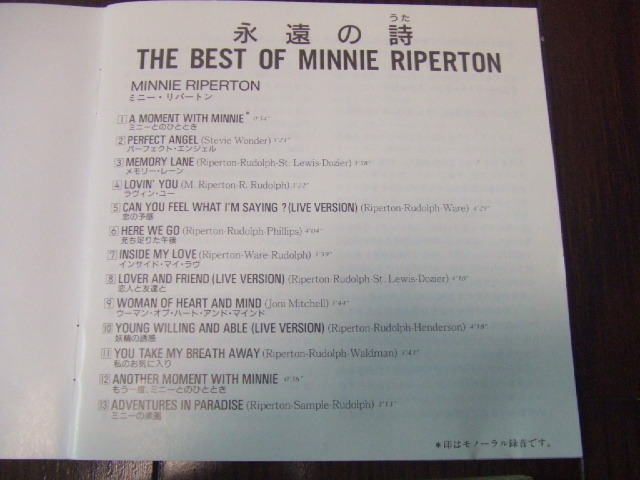 うた
永遠の詩
THE BEST OF MINNIE RIPERTON
MINNIE RIPERTON
ミニー・リパートン
1 A MOMENT WITH MINNIE* 0'34"
ミニーとのひととき
2 PERFECT ANGEL (Stevie Wonder)
パーフェクト・エンジェル
3 MEMORY LANE (Riperton-Rudolph-St. Lewis-Dozier)
メモリー・レーン
4 LOVIN' YOU (M. Riperton-R. Rudolph) 3'22"
ラヴィン・ユー
5 CAN YOU FEEL WHAT I'M SAYING ? (LIVE VERSION) (Riperton-Rudolph-Ware) 4'29"
恋の予感
6 HERE WE GO (Riperton-Rudolph-Phillips) 4'04"
充ち足りた午後
7 INSIDE MY LOVE (Riperton-Ware-Rudolph)
インサイド・マイ・ラヴ
8 LOVER AND FRIEND (LIVE VERSION) (Riperton-Rudolph-St. Lewis-Dozier)
恋人と友達と
9 WOMAN OF HEART AND MIND (Joni Mitchell) 3'44"
ウーマン・オブ・ハート・アンド・マインド
10 YOUNG WILLING AND ABLE (LIVE VERSION) (Riperton-Rudolph-Henderson)
妖精の誘惑
11 YOU TAKE MY BREATH AWAY (Riperton-Rudolph-Waldman)
私のお気に入り
12 ANOTHER MOMENT WITH MINNIE 0'36"
もう一度、ミニーとのひととき
13 ADVENTURES IN PARADISE (Riperton-Sample-Rudolph)
ミニーの楽園
＊印はモノーラル録音です。